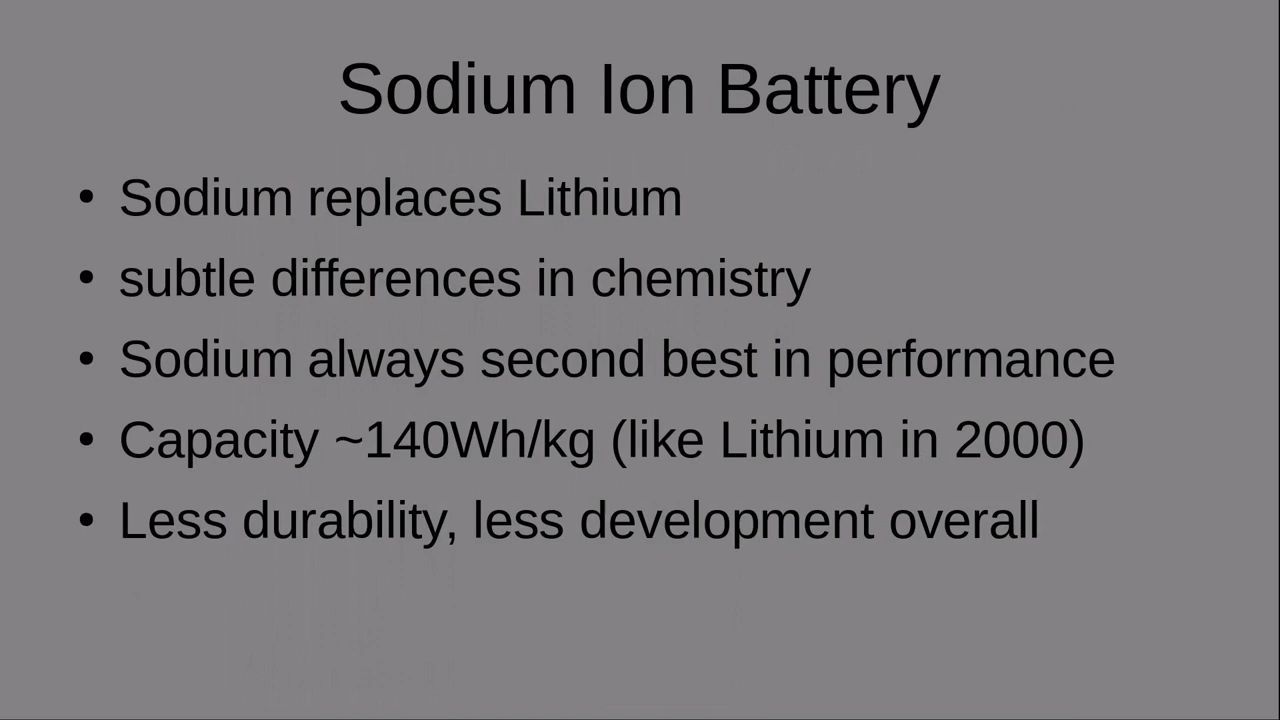 Sodium Ion Battery
• Sodium replaces Lithium
• subtle differences in chemistry
• Sodium always second best in performance
• Capacity ~140Wh/kg (like Lithium in 2000)
• Less durability, less development overall